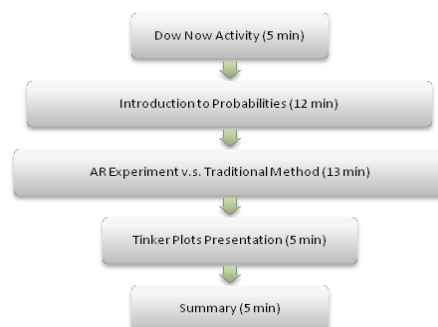 Dow Now Activity (5 min)
Introduction to Probabilities (12 min)
AR Experiment v.s. Traditional Method (13 min)
Tinker Plots Presentation (5 min)
Summary (5 min)